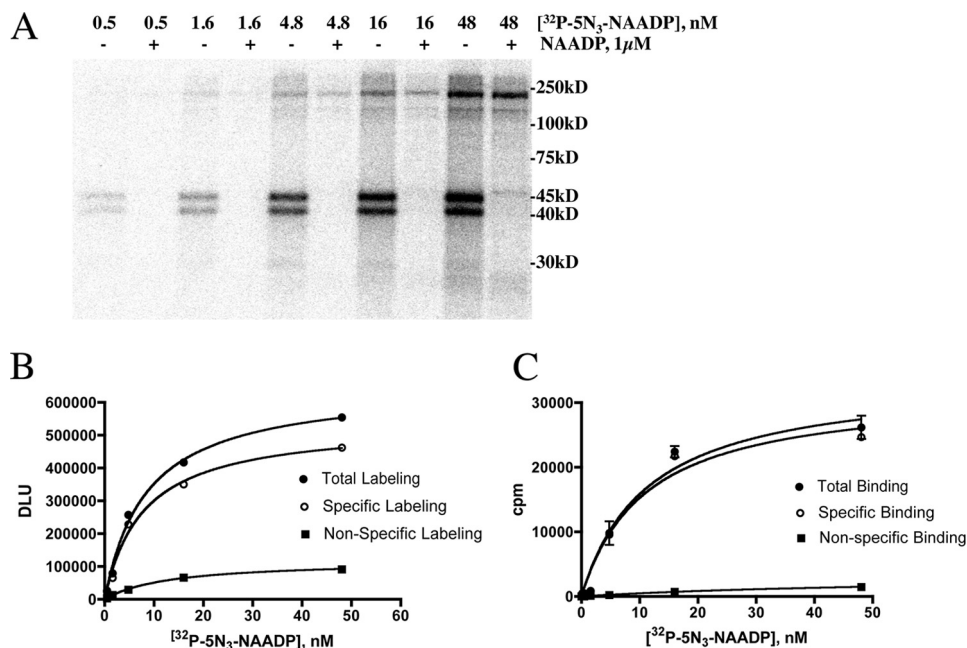 A
0.5 0.5 1.6 1.6 4.8 4.8 16 16 48 48 [³²P-5N₃-NAADP], nM
- + - + - + - + - + NAADP, 1µM
-250kD
-100kD
-75kD
-45kD
-40kD
-30kD
B
600000
500000
400000
300000
200000
100000
0
DLU
0 10 20 30 40 50 60
[³²P-5N₃-NAADP], nM
Total Labeling
Specific Labeling
Non-Specific Labeling
C
30000
20000
10000
0
cpm
0 10 20 30 40 50
[³²P-5N₃-NAADP], nM
Total Binding
Specific Binding
Non-specific Binding